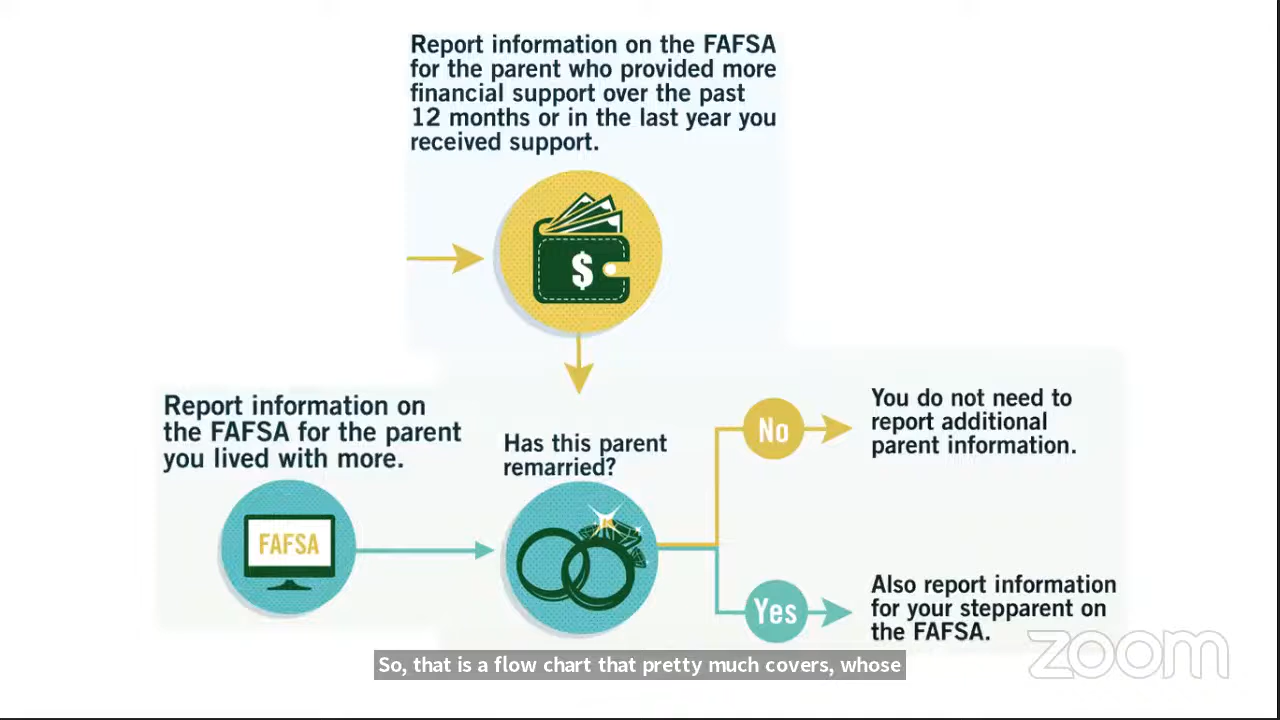 Report information on the FAFSA
for the parent who provided more
financial support over the past
12 months or in the last year you
received support.
$
Report information on
the FAFSA for the parent
you lived with more.
FAFSA
Has this parent
remarried?
No
You do not need to
report additional
parent information.
Yes
Also report information
for your stepparent on
the FAFSA.
zoom
So, that is a flow chart that pretty much covers, whose